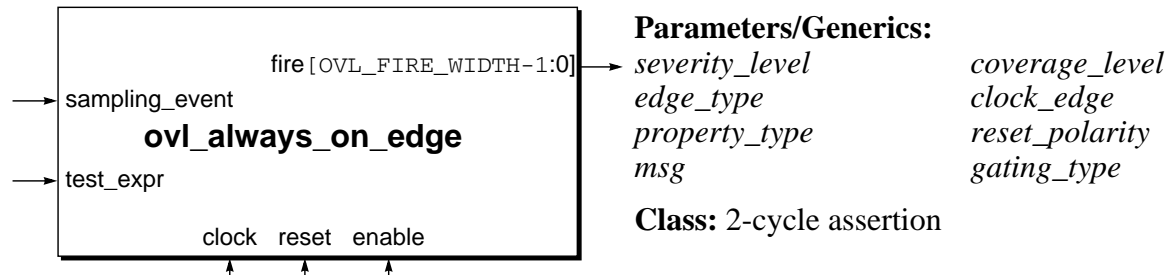 fire[OVL_FIRE_WIDTH-1:0]
sampling_event
ovl_always_on_edge
test_expr
clock reset enable
Parameters/Generics:
severity_level coverage_level
edge_type clock_edge
property_type reset_polarity
msg gating_type
Class: 2-cycle assertion